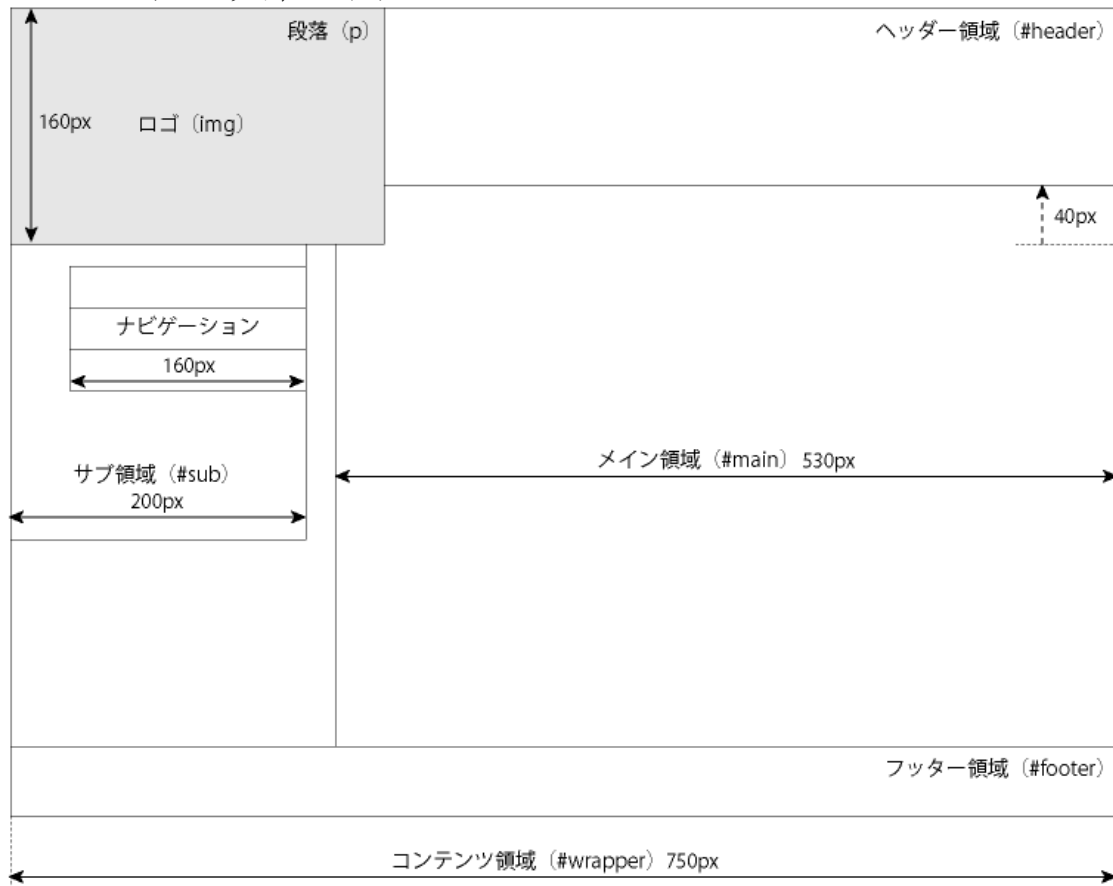 段落（p）
ヘッダー領域（#header）
160px
ロゴ（img）
40px
ナビゲーション
160px
メイン領域（#main）530px
サブ領域（#sub）
200px
フッター領域（#footer）
コンテンツ領域（#wrapper）750px